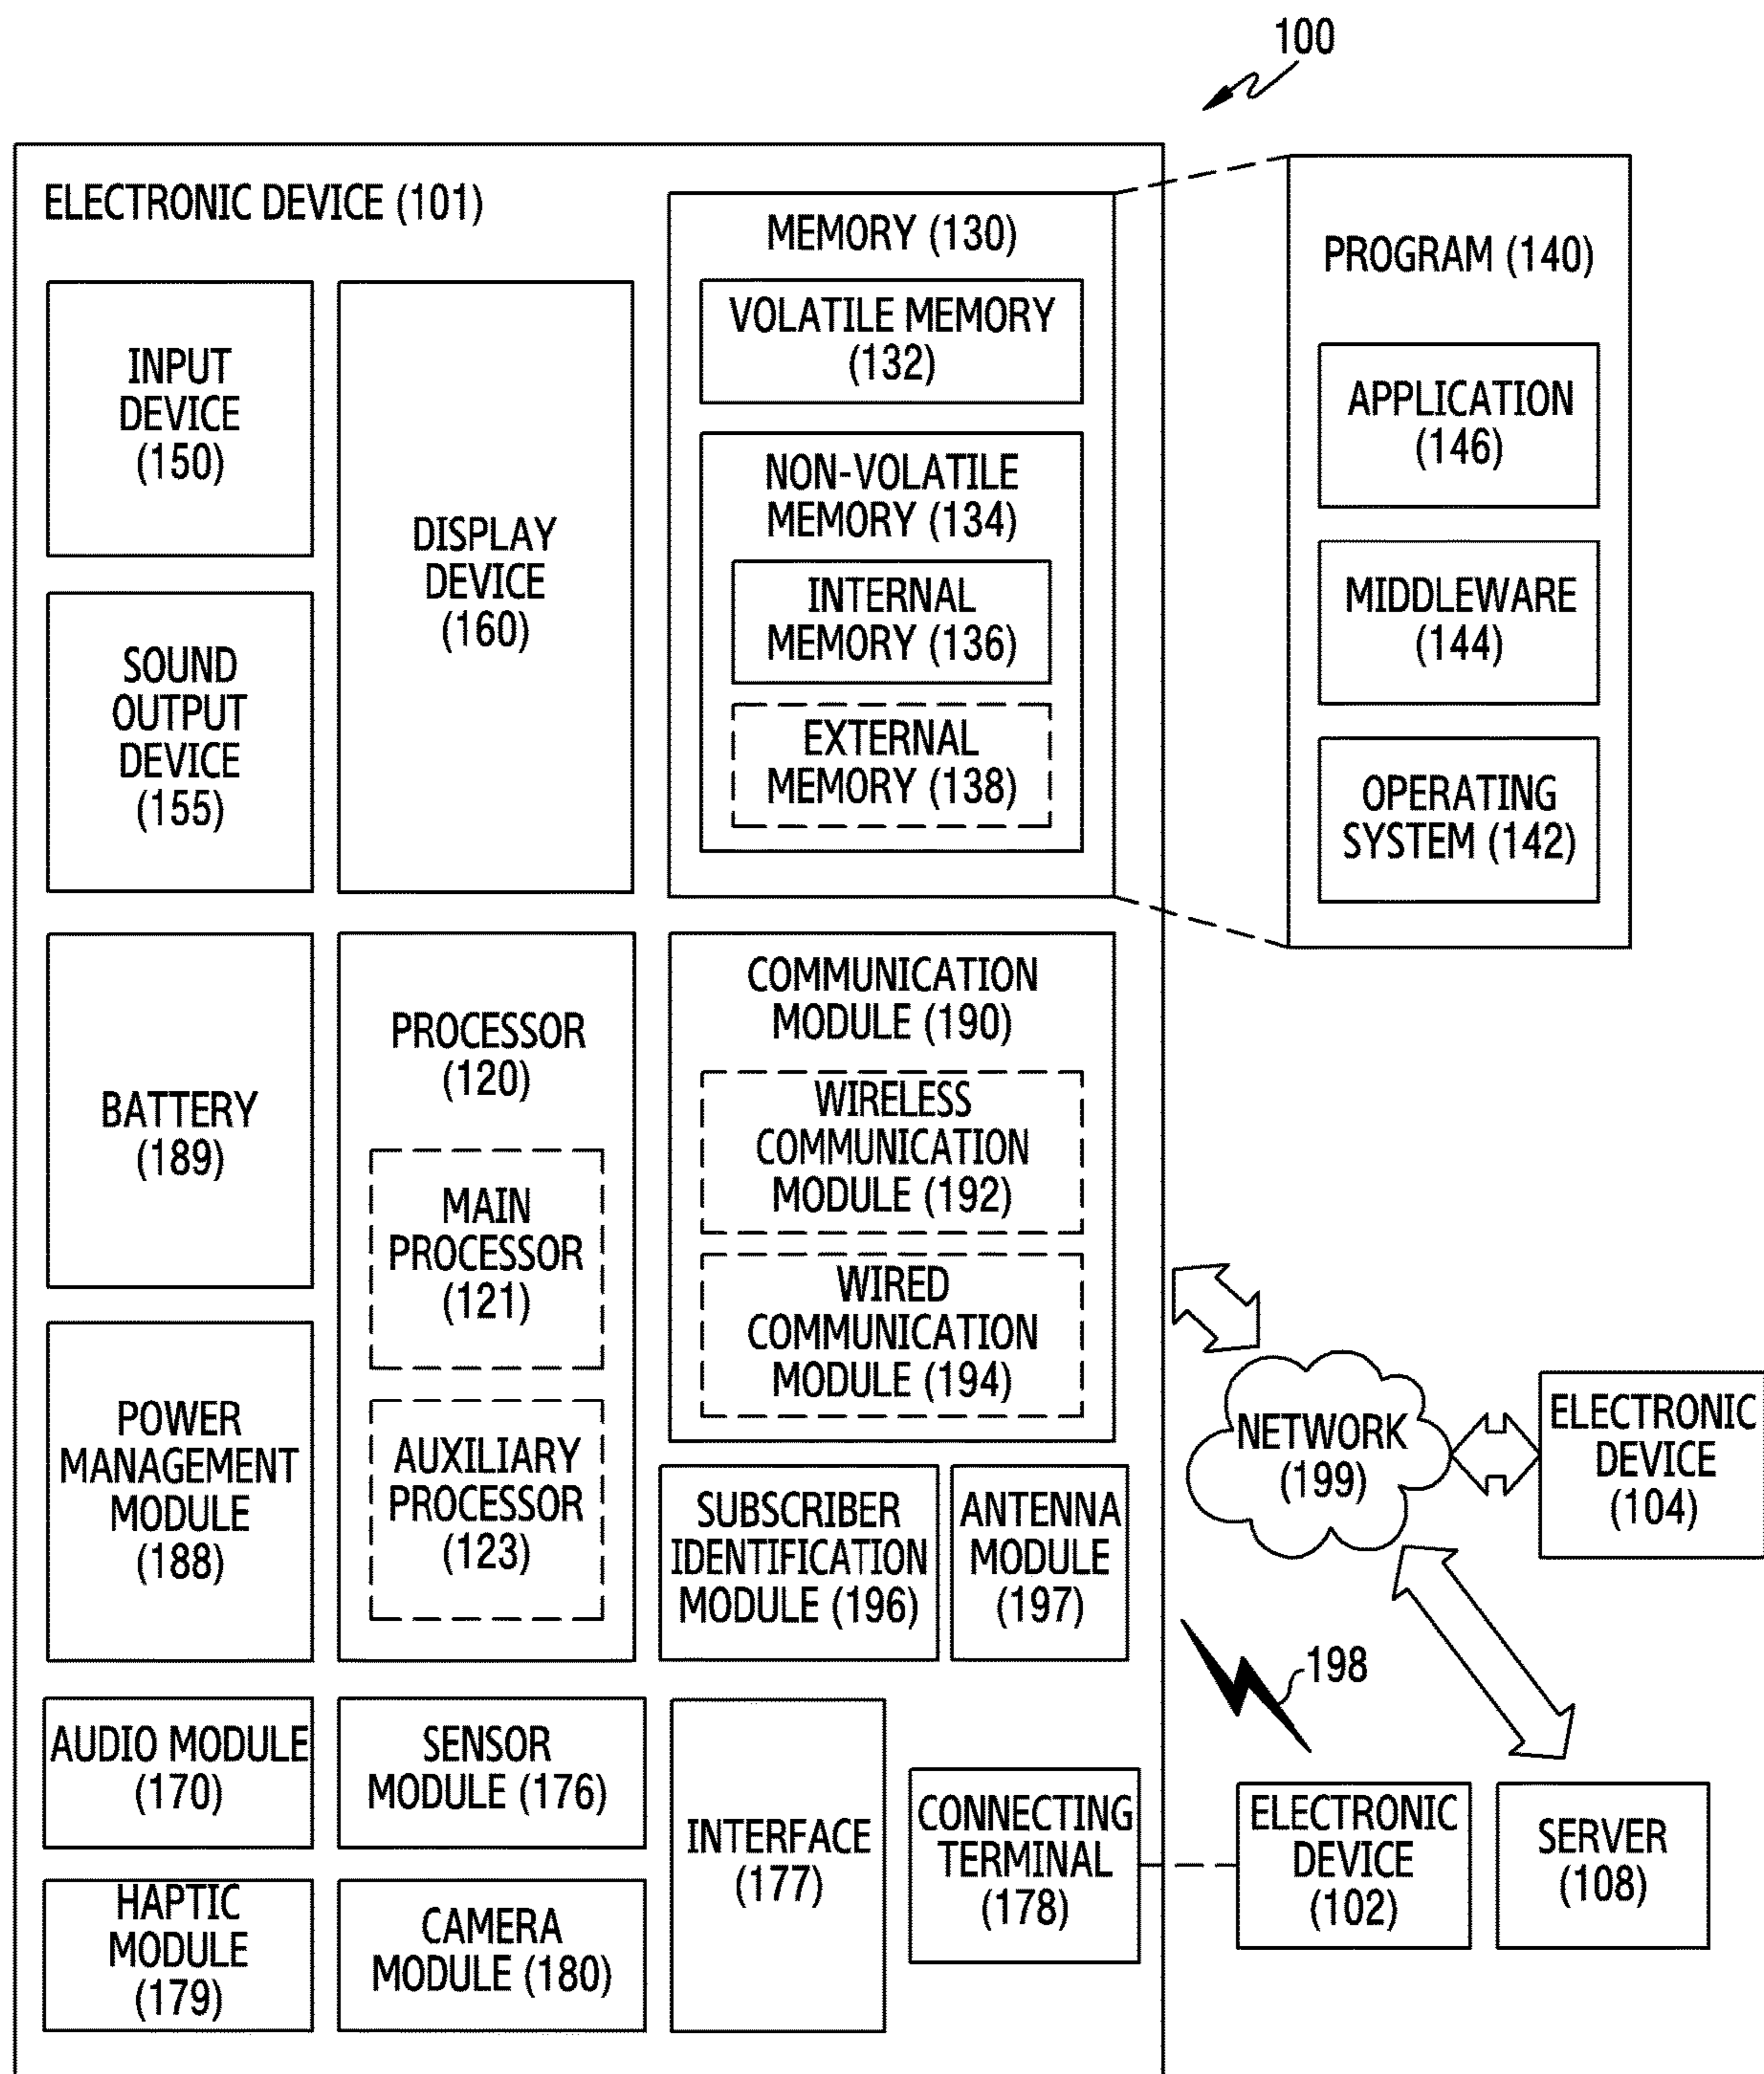 100
ELECTRONIC DEVICE (101)
INPUT
DEVICE
(150)
SOUND
OUTPUT
DEVICE
(155)
DISPLAY
DEVICE
(160)
MEMORY (130)
VOLATILE MEMORY
(132)
NON-VOLATILE
MEMORY (134)
INTERNAL
MEMORY (136)
EXTERNAL
MEMORY (138)
PROGRAM (140)
APPLICATION
(146)
MIDDLEWARE
(144)
OPERATING
SYSTEM (142)
BATTERY
(189)
POWER
MANAGEMENT
MODULE
(188)
PROCESSOR
(120)
MAIN
PROCESSOR
(121)
AUXILIARY
PROCESSOR
(123)
COMMUNICATION
MODULE (190)
WIRELESS
COMMUNICATION
MODULE (192)
WIRED
COMMUNICATION
MODULE (194)
SUBSCRIBER
IDENTIFICATION
MODULE (196)
ANTENNA
MODULE
(197)
NETWORK
(199)
ELECTRONIC
DEVICE
(104)
198
AUDIO MODULE
(170)
SENSOR
MODULE (176)
HAPTIC
MODULE
(179)
CAMERA
MODULE (180)
INTERFACE
(177)
CONNECTING
TERMINAL
(178)
ELECTRONIC
DEVICE
(102)
SERVER
(108)